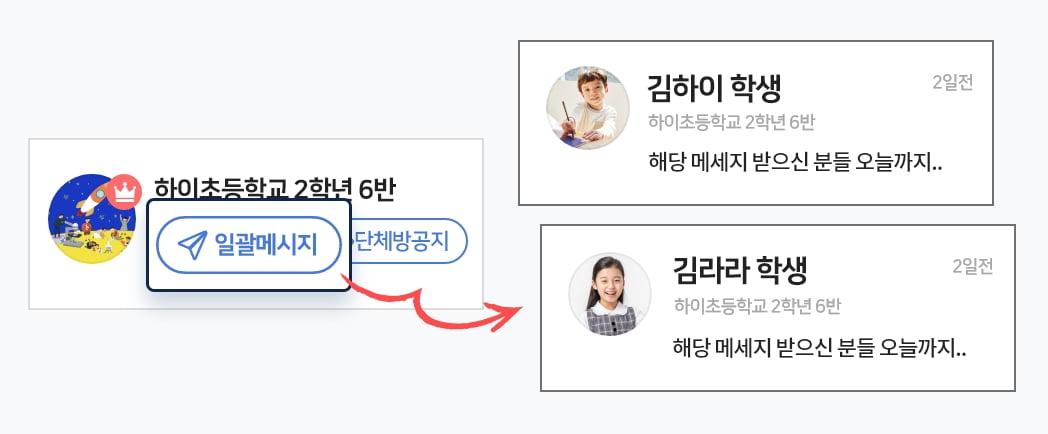 하이초등학교 2학년 6반
일괄메시지
단체방공지
김하이 학생
2일전
하이초등학교 2학년 6반
해당 메세지 받으신 분들 오늘까지..
김라라 학생
2일전
하이초등학교 2학년 6반
해당 메세지 받으신 분들 오늘까지..